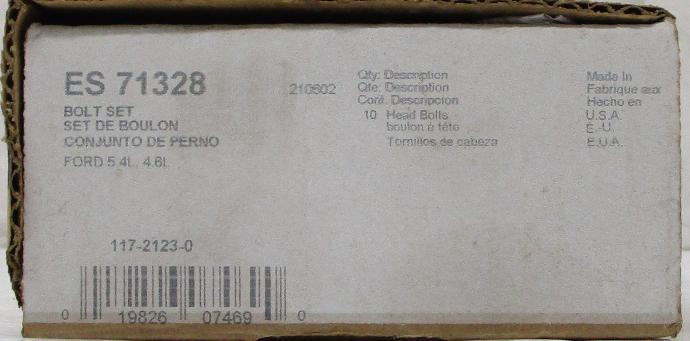 ES 71328
210602
BOLT SET
SET DE BOULON
CONJUNTO DE PERNO
FORD 5.4L, 4.6L
Qty: Description
Qte: Description
Cant. Descripcion
10 Head Bolts
boulon à tête
Tornillos de cabeza
Made In
Fabrique aux
Hecho en
U.S.A.
E.-U.
E.U.A.
117-2123-0
0 19826 07469 0